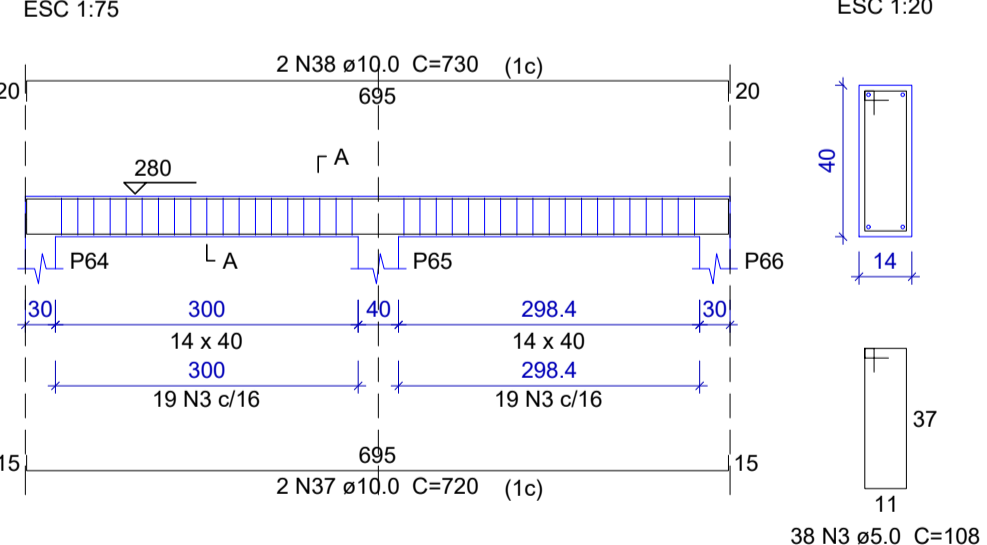 ESC 1:75
ESC 1:20
2 N38 ø10.0 C=730 (1c)
20
695
20
A
280
40
A
P64
P65
P66
14
30
300
40
298.4
30
14 x 40
14 x 40
300
298.4
19 N3 c/16
19 N3 c/16
37
15
695
15
2 N37 ø10.0 C=720 (1c)
11
38 N3 ø5.0 C=108